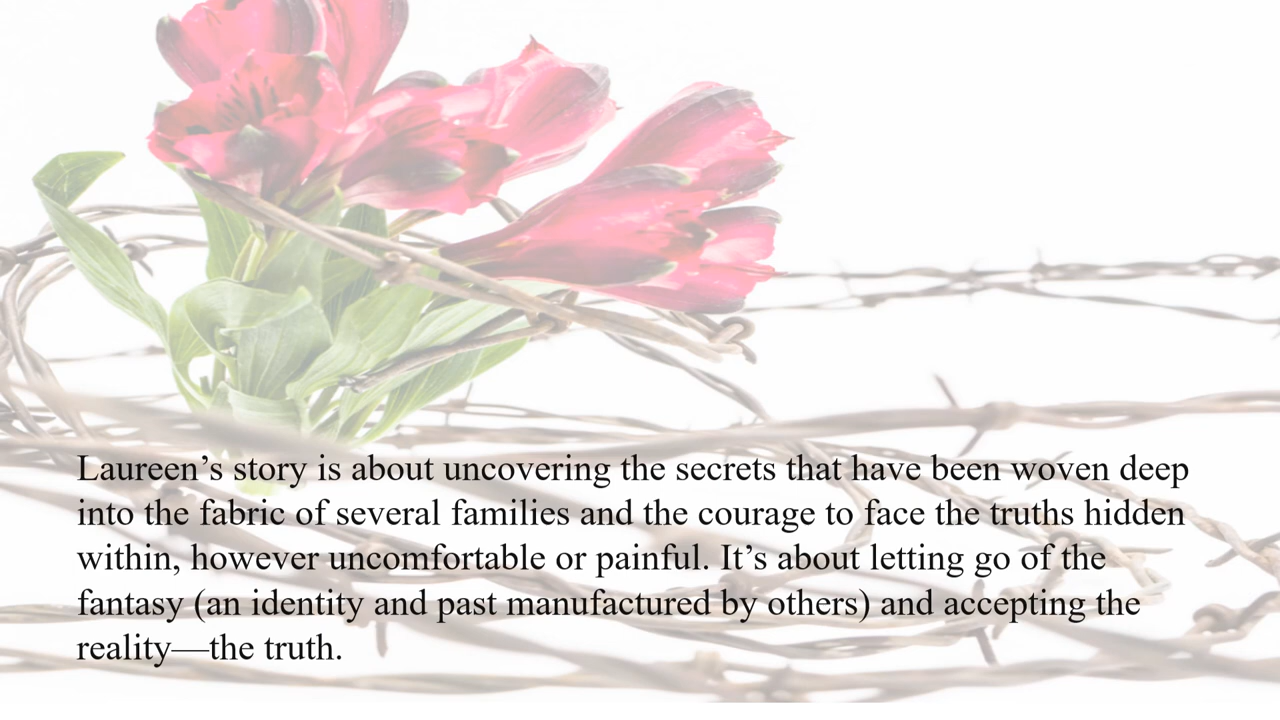 Laureen’s story is about uncovering the secrets that have been woven deep
into the fabric of several families and the courage to face the truths hidden
within, however uncomfortable or painful. It’s about letting go of the
fantasy (an identity and past manufactured by others) and accepting the
reality—the truth.